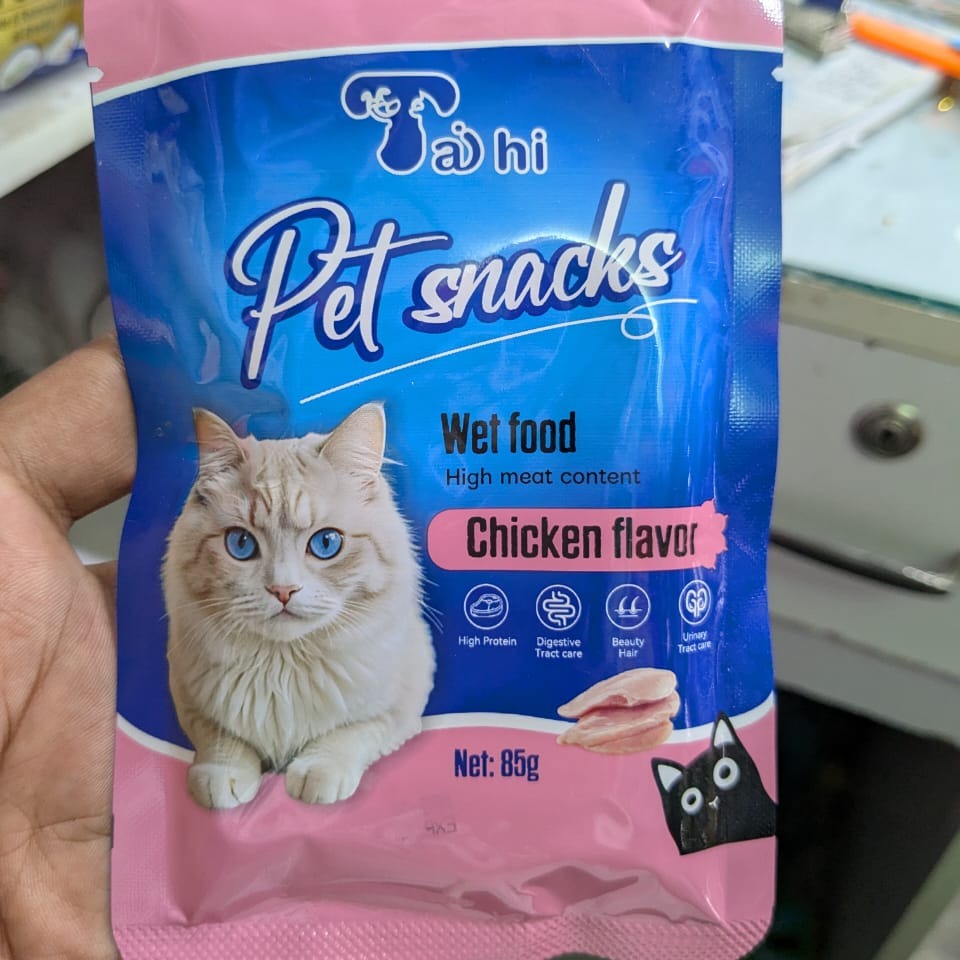 Taihi
Pet snacks
Wet food
High meat content
Chicken flavor
High Protein
Digestive
Tract care
Beauty
Hair
Urinary
Tract care
Net: 85g
EXP